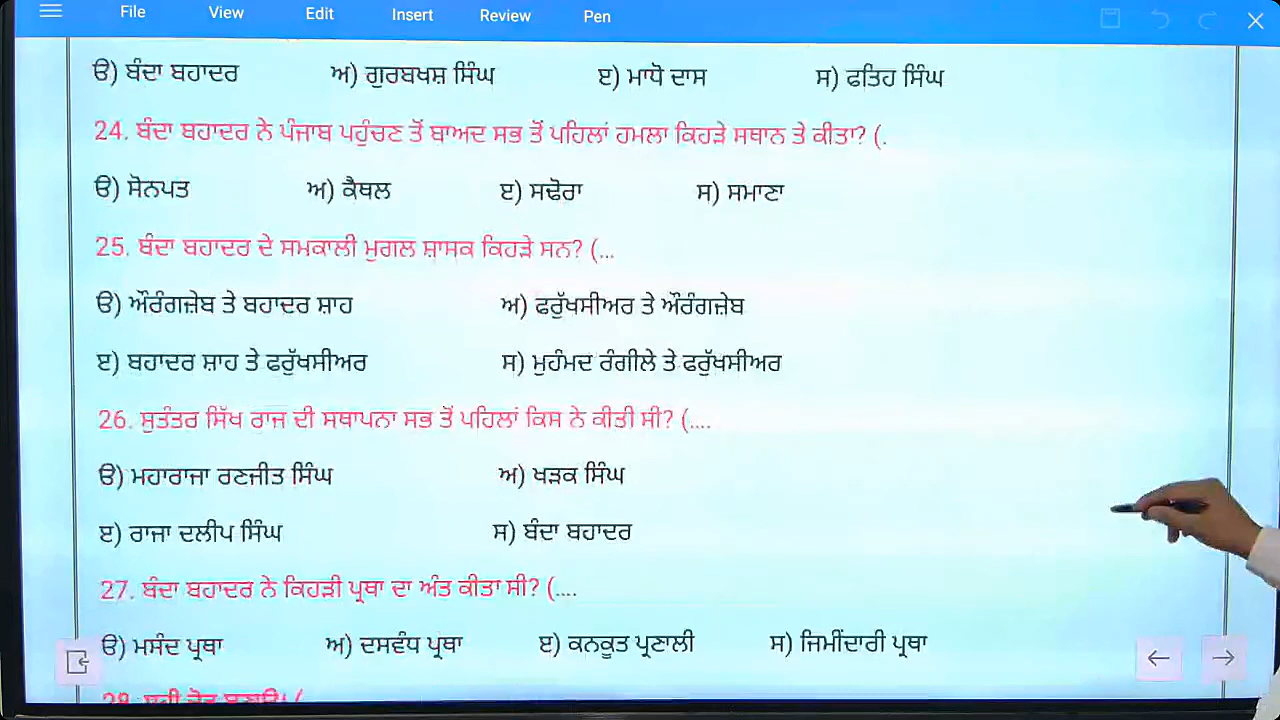 File View Edit Insert Review Pen
ੳ) ਬੰਦਾ ਬਹਾਦਰ ਅ) ਗੁਰਬਖਸ਼ ਸਿੰਘ ੲ) ਮਾਧੋ ਦਾਸ ਸ) ਫਤਿਹ ਸਿੰਘ
24. ਬੰਦਾ ਬਹਾਦਰ ਨੇ ਪੰਜਾਬ ਪਹੁੰਚਣ ਤੋਂ ਬਾਅਦ ਸਭ ਤੋਂ ਪਹਿਲਾਂ ਹਮਲਾ ਕਿਹੜੇ ਸਥਾਨ ਤੇ ਕੀਤਾ? (.
ੳ) ਸੋਨਪਤ ਅ) ਕੈਥਲ ੲ) ਸਢੋਰਾ ਸ) ਸਮਾਣਾ
25. ਬੰਦਾ ਬਹਾਦਰ ਦੇ ਸਮਕਾਲੀ ਮੁਗਲ ਸ਼ਾਸਕ ਕਿਹੜੇ ਸਨ? (...
ੳ) ਔਰੰਗਜ਼ੇਬ ਤੇ ਬਹਾਦਰ ਸ਼ਾਹ ਅ) ਫਰੁੱਖਸੀਅਰ ਤੇ ਔਰੰਗਜ਼ੇਬ
ੲ) ਬਹਾਦਰ ਸ਼ਾਹ ਤੇ ਫਰੁੱਖਸੀਅਰ ਸ) ਮੁਹੰਮਦ ਰੰਗੀਲੇ ਤੇ ਫਰੁੱਖਸੀਅਰ
26. ਸੁਤੰਤਰ ਸਿੱਖ ਰਾਜ ਦੀ ਸਥਾਪਨਾ ਸਭ ਤੋਂ ਪਹਿਲਾਂ ਕਿਸ ਨੇ ਕੀਤੀ ਸੀ? (....
ੳ) ਮਹਾਰਾਜਾ ਰਣਜੀਤ ਸਿੰਘ ਅ) ਖੜਕ ਸਿੰਘ
ੲ) ਰਾਜਾ ਦਲੀਪ ਸਿੰਘ ਸ) ਬੰਦਾ ਬਹਾਦਰ
27. ਬੰਦਾ ਬਹਾਦਰ ਨੇ ਕਿਹੜੀ ਪ੍ਰਥਾ ਦਾ ਅੰਤ ਕੀਤਾ ਸੀ? (....
ੳ) ਮਸੰਦ ਪ੍ਰਥਾ ਅ) ਦਸਵੰਧ ਪ੍ਰਥਾ ੲ) ਕਨਕੂਤ ਪ੍ਰਣਾਲੀ ਸ) ਜਿਮੀਂਦਾਰੀ ਪ੍ਰਥਾ
28.